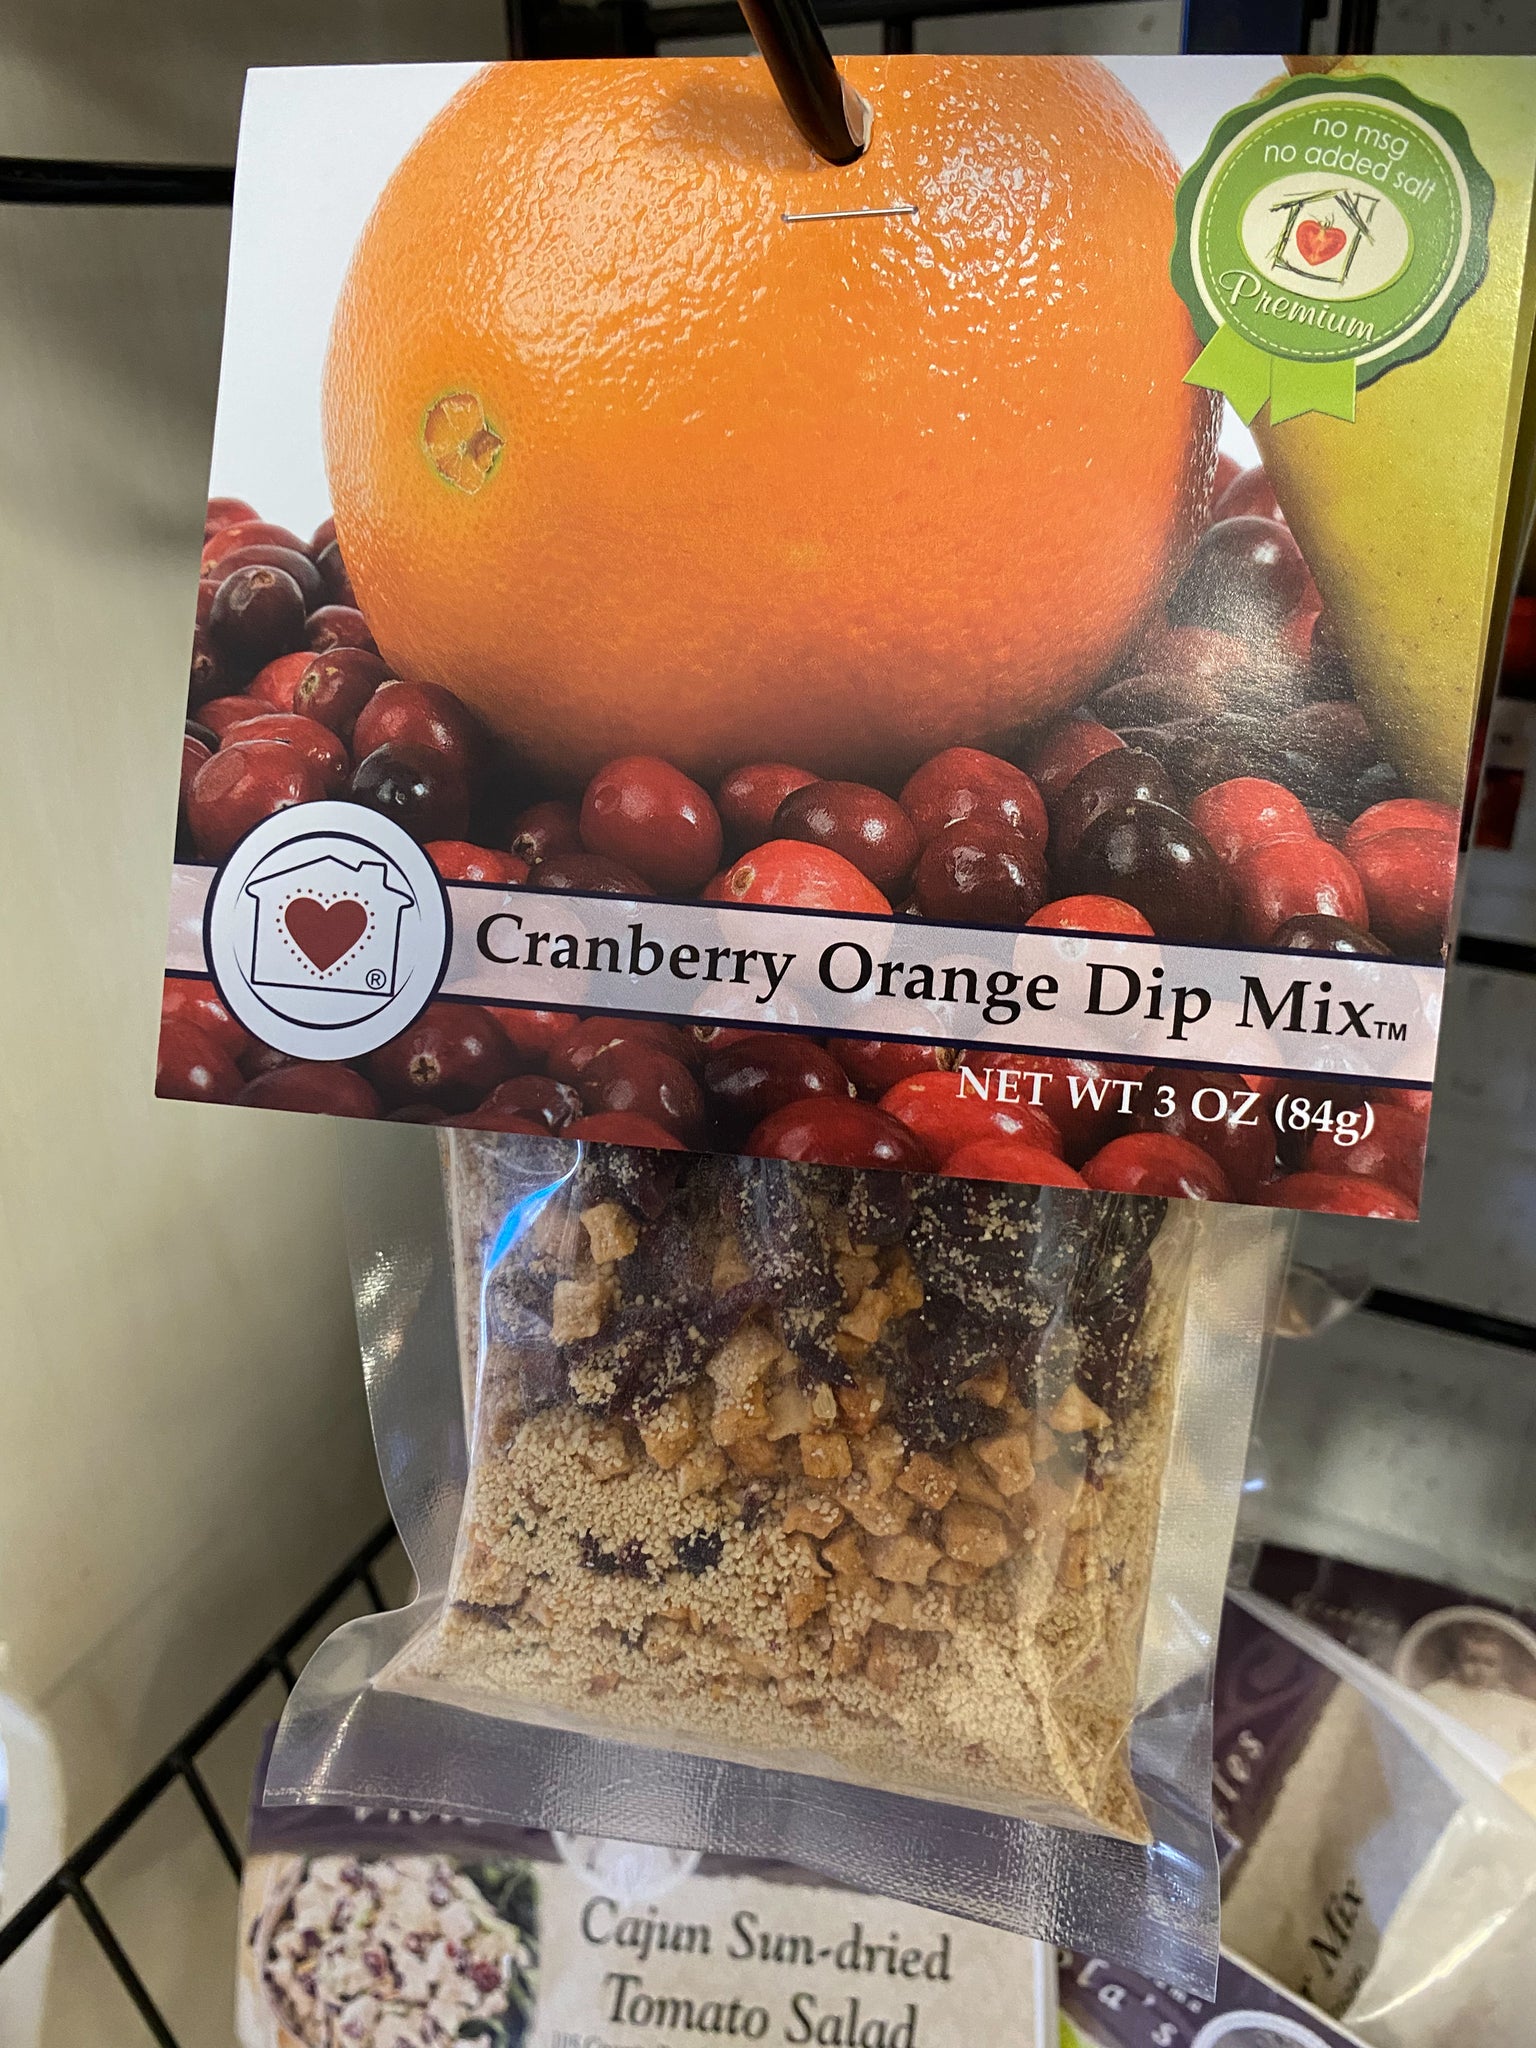 no msg
no added salt
Premium
®
Cranberry Orange Dip Mix™
NET WT 3 OZ (84g)
Cajun Sun-dried
Tomato Salad
Mix